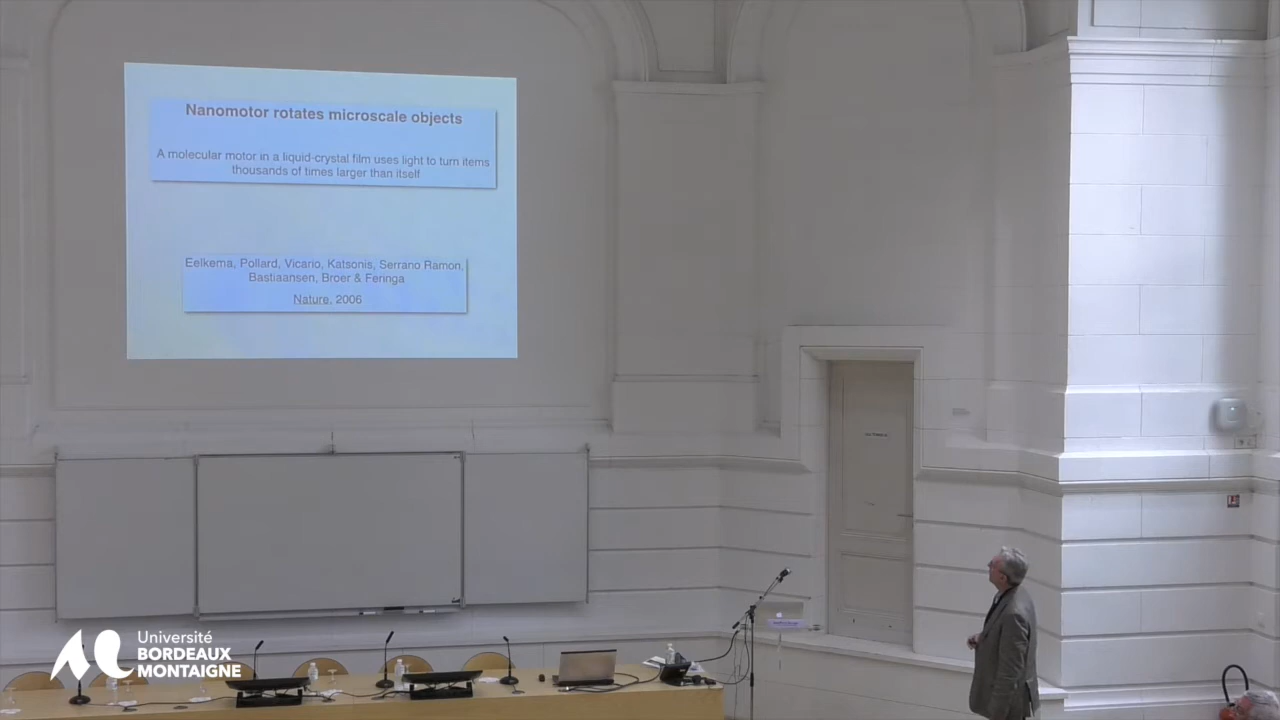 Nanomotor rotates microscale objects
A molecular motor in a liquid-crystal film uses light to turn items
thousands of times larger than itself
Eelkema, Pollard, Vicario, Katsonis, Serrano Ramon,
Bastiaansen, Broer & Feringa
Nature, 2006
Université
BORDEAUX
MONTAIGNE